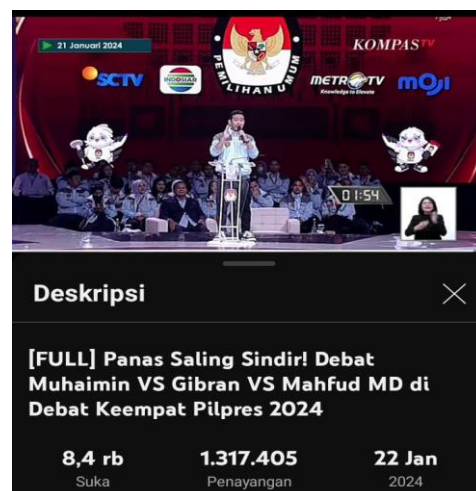 21 Januari 2024
KOMPASTV
SCTV
INDOSIAR
PEMILIHAN UMUM
METRO TV
Knowledge to Elevate
moji
01:54
Deskripsi
[FULL] Panas Saling Sindir! Debat
Muhaimin VS Gibran VS Mahfud MD di
Debat Keempat Pilpres 2024
8,4 rb
1.317.405
22 Jan
Suka
Penayangan
2024